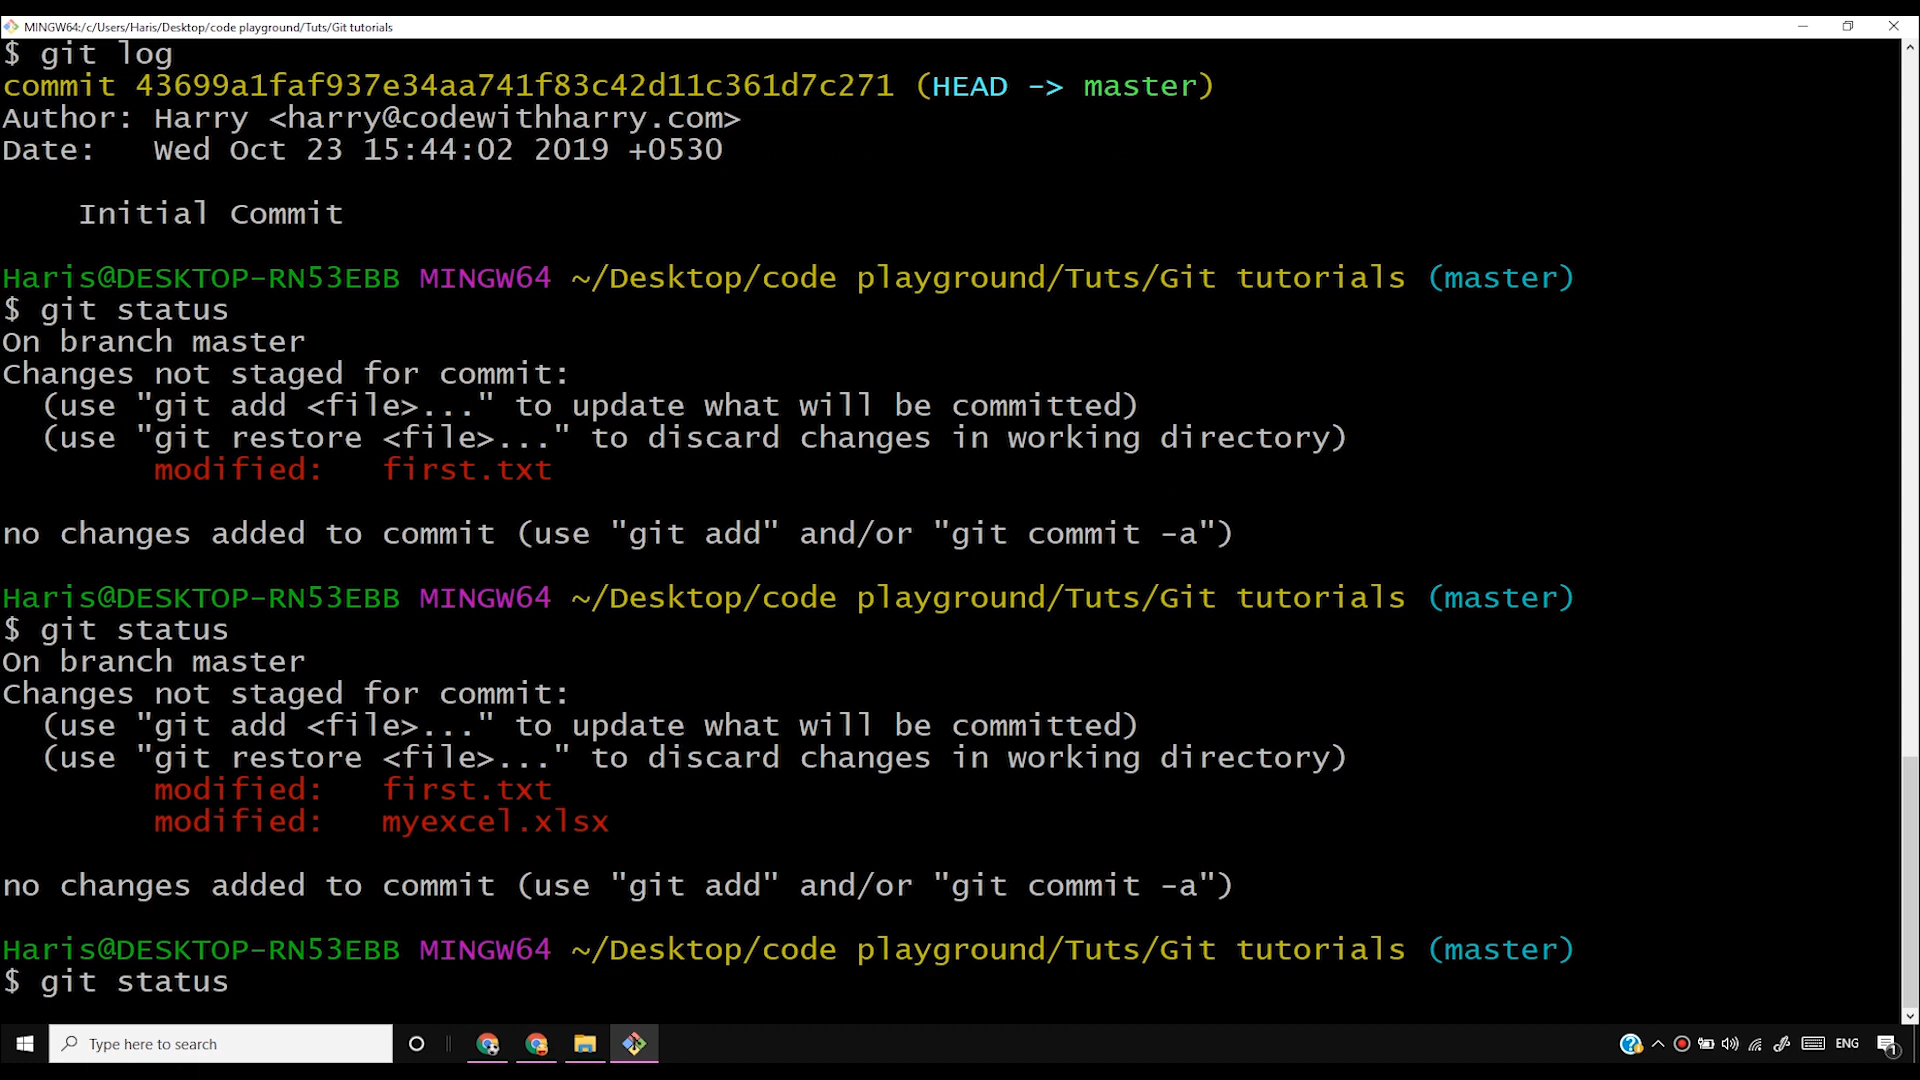 MINGW64:/c/Users/Haris/Desktop/code playground/Tuts/Git tutorials
$ git log
commit 43699a1faf937e34aa741f83c42d11c361d7c271 (HEAD -> master)
Author: Harry <harry@codewithharry.com>
Date:   Wed Oct 23 15:44:02 2019 +0530
    Initial Commit
Haris@DESKTOP-RN53EBB MINGW64 ~/Desktop/code playground/Tuts/Git tutorials (master)
$ git status
On branch master
Changes not staged for commit:
  (use "git add <file>..." to update what will be committed)
  (use "git restore <file>..." to discard changes in working directory)
        modified:   first.txt
no changes added to commit (use "git add" and/or "git commit -a")
Haris@DESKTOP-RN53EBB MINGW64 ~/Desktop/code playground/Tuts/Git tutorials (master)
$ git status
On branch master
Changes not staged for commit:
  (use "git add <file>..." to update what will be committed)
  (use "git restore <file>..." to discard changes in working directory)
        modified:   first.txt
        modified:   myexcel.xlsx
no changes added to commit (use "git add" and/or "git commit -a")
Haris@DESKTOP-RN53EBB MINGW64 ~/Desktop/code playground/Tuts/Git tutorials (master)
$ git status
Type here to search
ENG
1